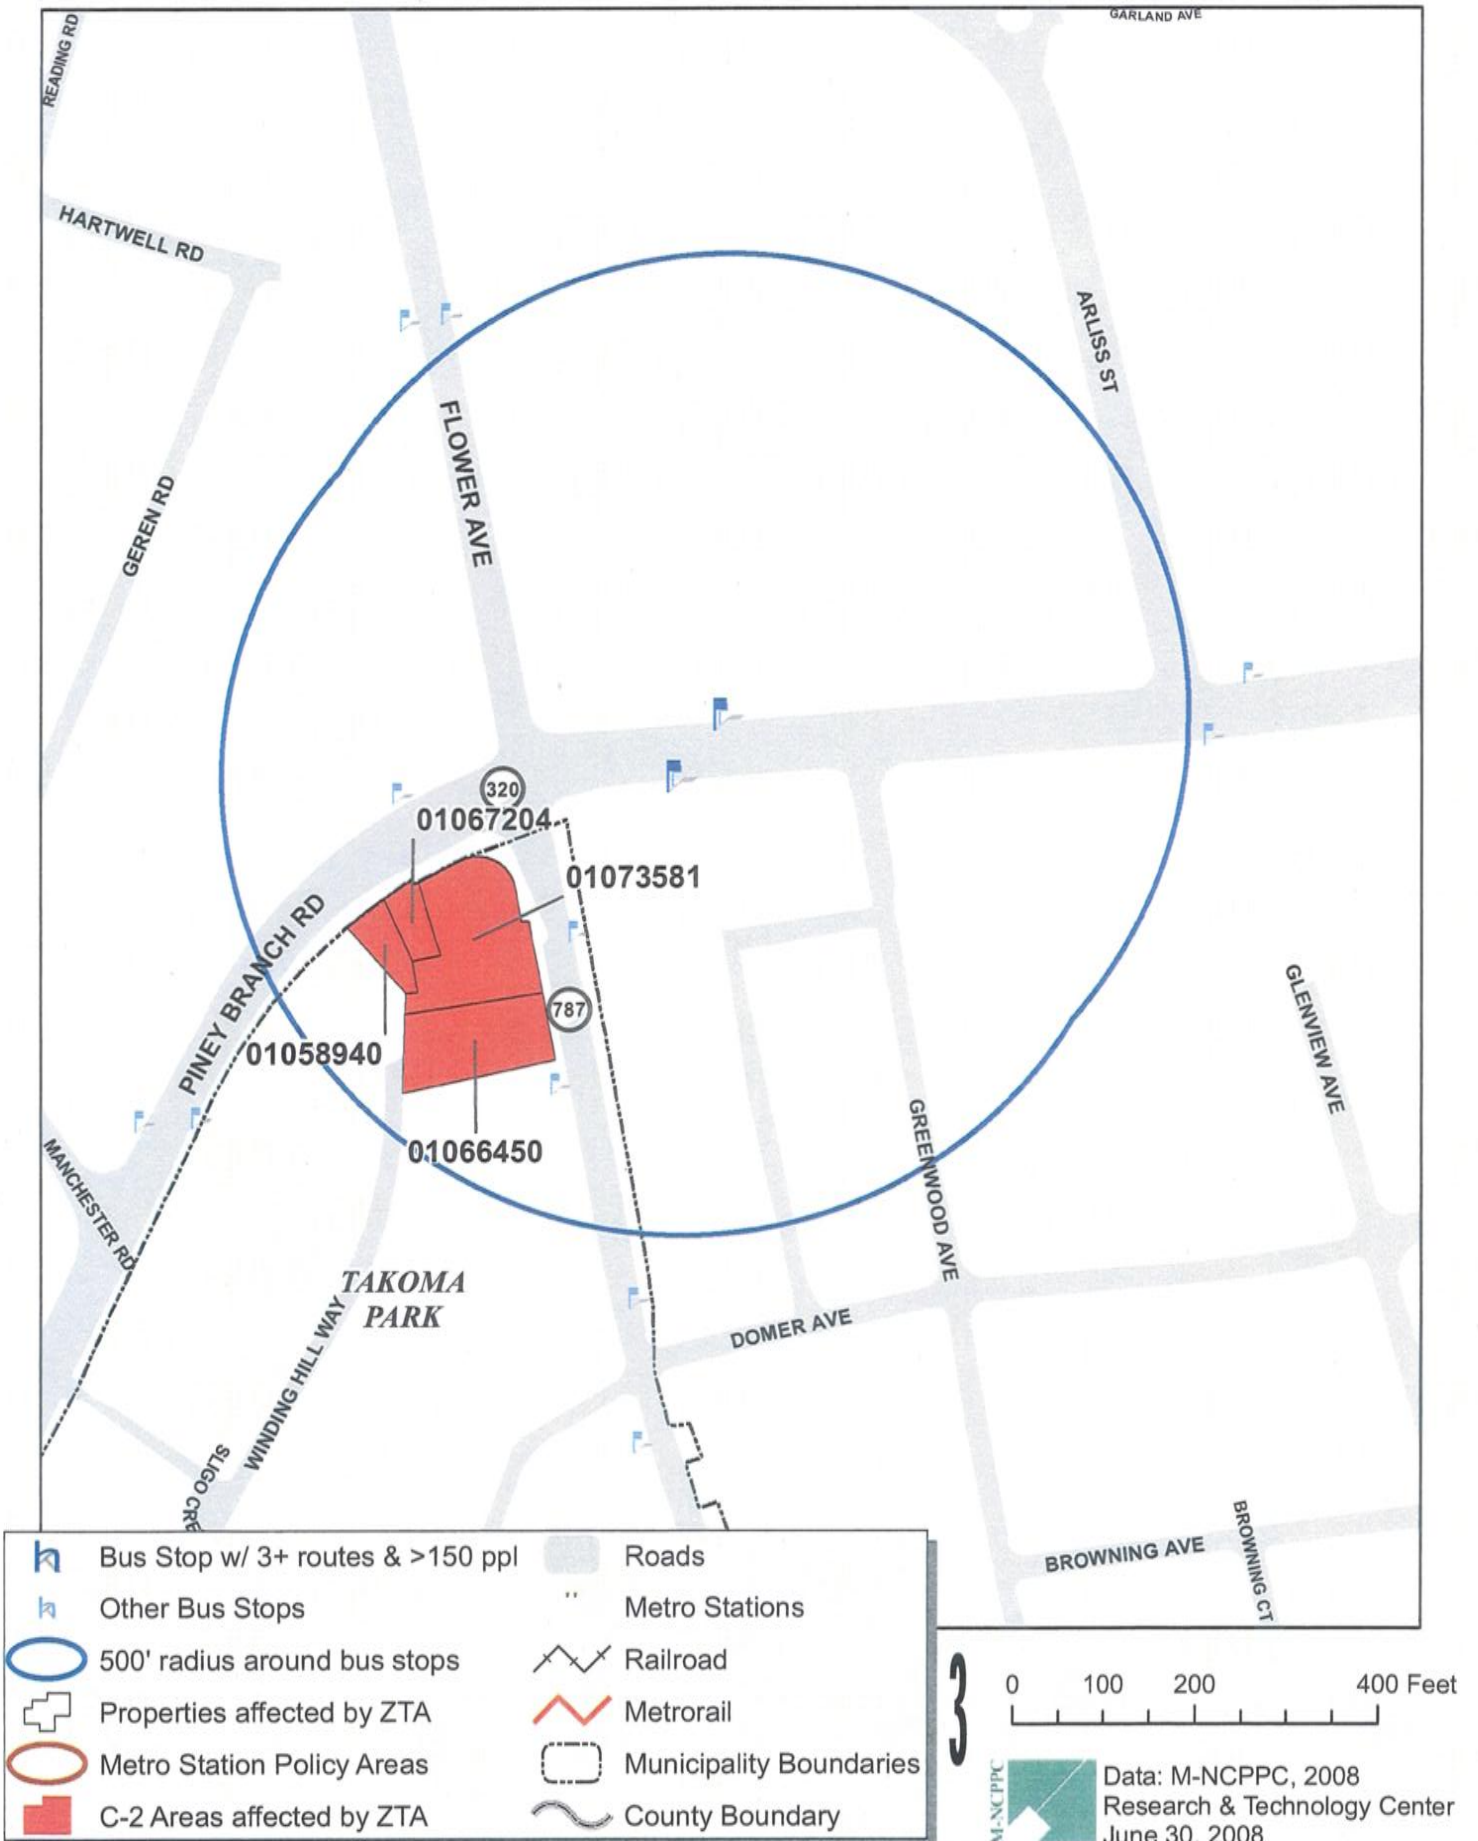 READING RD
GARLAND AVE
HARTWELL RD
ARLISS ST
FLOWER AVE
GEREN RD
320
01067204
01073581
PINEY BRANCH RD
787
GLENVIEW AVE
01058940
01066450
GREENWOOD AVE
MANCHESTER RD
TAKOMA
PARK
DOMER AVE
WINDING HILL WAY
SLIGO CRE
BROWNING AVE
BROWNING CT
Bus Stop w/ 3+ routes & >150 ppl
Other Bus Stops
500' radius around bus stops
Properties affected by ZTA
Metro Station Policy Areas
C-2 Areas affected by ZTA
Roads
Metro Stations
Railroad
Metrorail
Municipality Boundaries
County Boundary
3
0 100 200 400 Feet
M-NCPPC
Data: M-NCPPC, 2008
Research & Technology Center
June 30, 2008